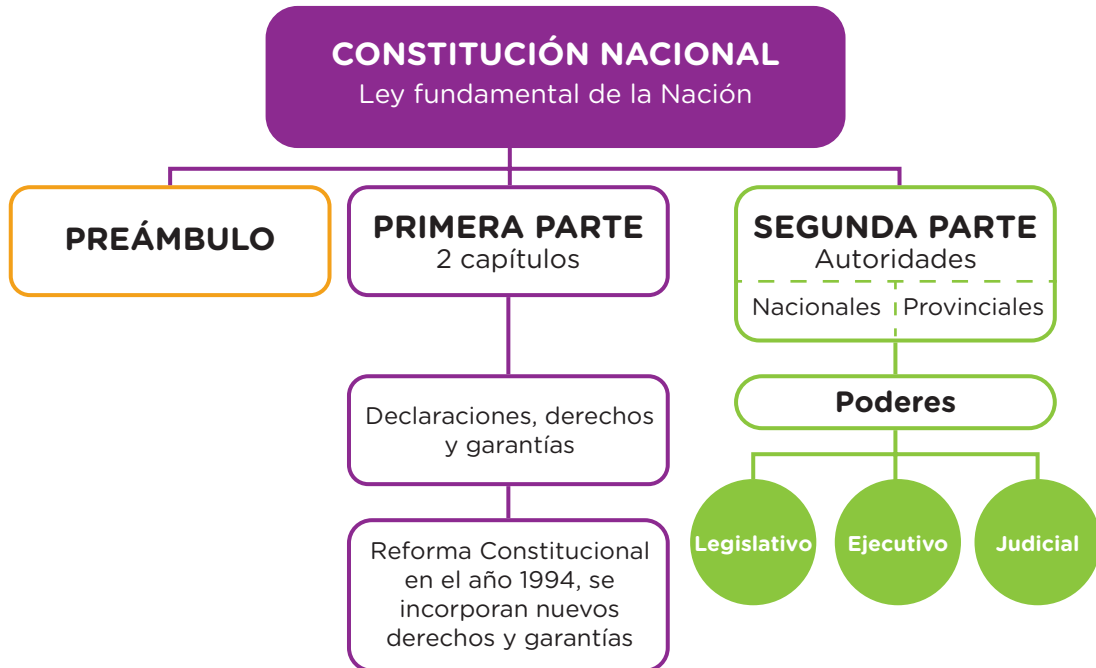 CONSTITUCIÓN NACIONAL
Ley fundamental de la Nación
PREÁMBULO
PRIMERA PARTE
2 capítulos
Declaraciones, derechos
y garantías
Reforma Constitucional
en el año 1994, se
incorporan nuevos
derechos y garantías
SEGUNDA PARTE
Autoridades
Nacionales
Provinciales
Poderes
Legislativo
Ejecutivo
Judicial